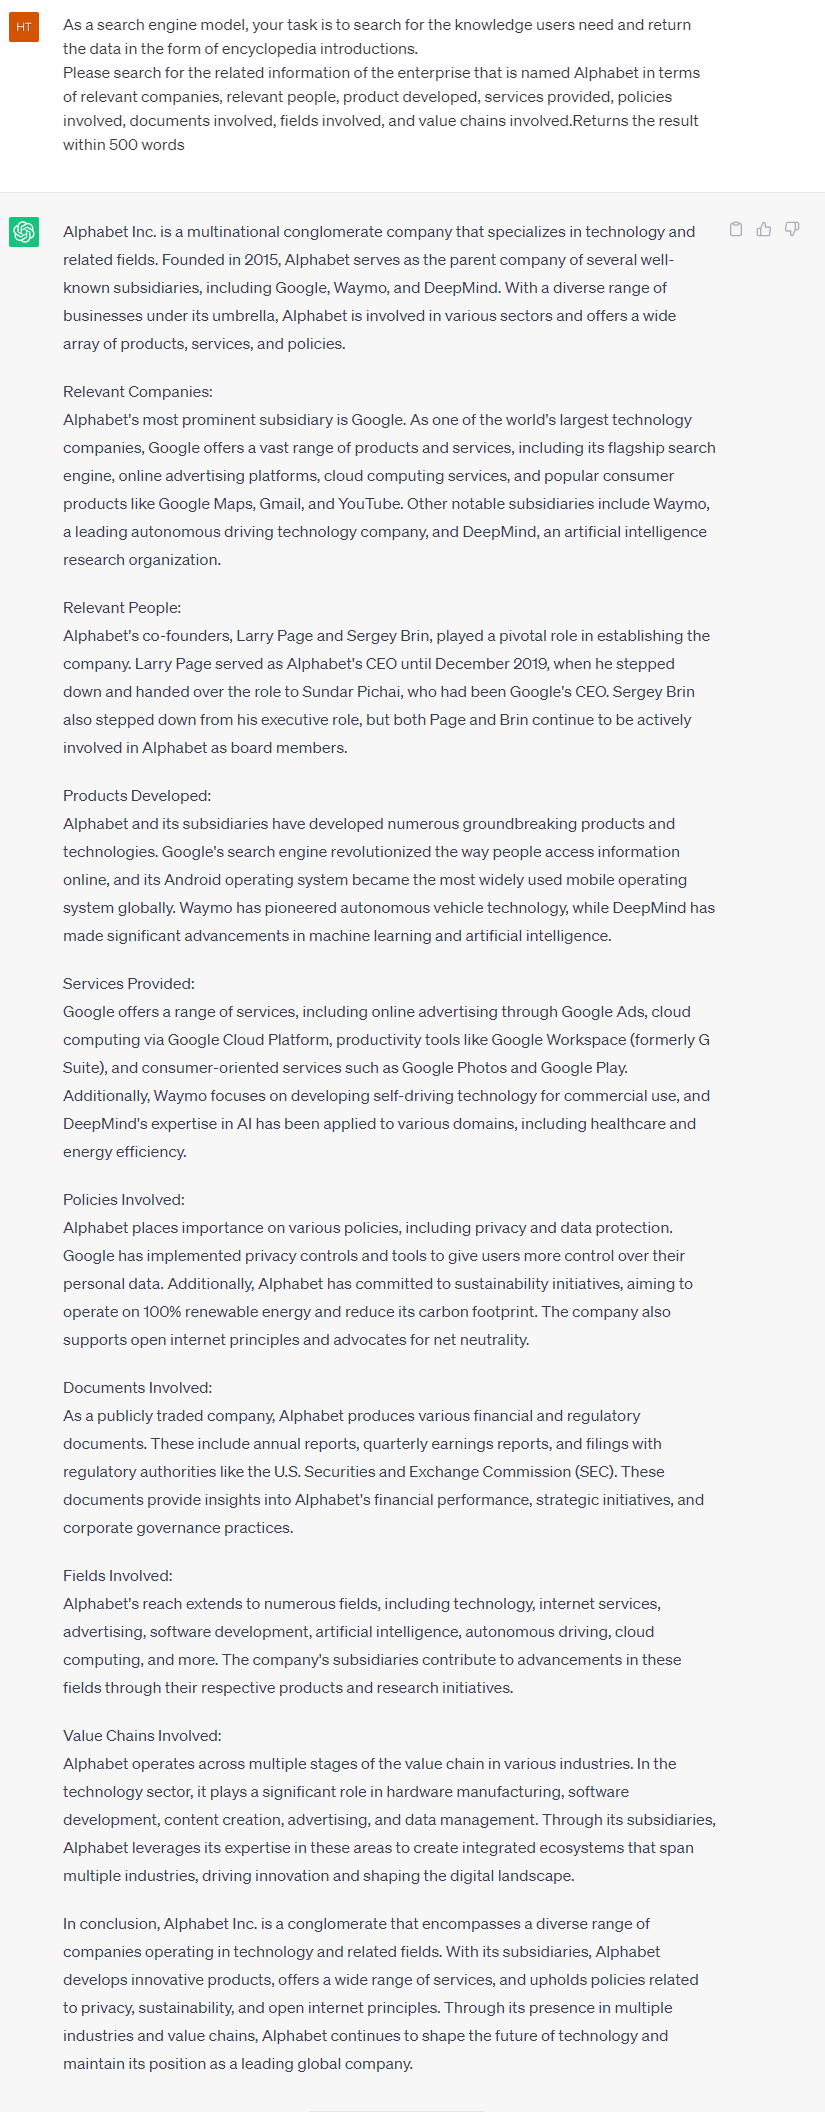 HT
As a search engine model, your task is to search for the knowledge users need and return
the data in the form of encyclopedia introductions.
Please search for the related information of the enterprise that is named Alphabet in terms
of relevant companies, relevant people, product developed, services provided, policies
involved, documents involved, fields involved, and value chains involved.Returns the result
within 500 words
Alphabet Inc. is a multinational conglomerate company that specializes in technology and
related fields. Founded in 2015, Alphabet serves as the parent company of several well-
known subsidiaries, including Google, Waymo, and DeepMind. With a diverse range of
businesses under its umbrella, Alphabet is involved in various sectors and offers a wide
array of products, services, and policies.
Relevant Companies:
Alphabet's most prominent subsidiary is Google. As one of the world's largest technology
companies, Google offers a vast range of products and services, including its flagship search
engine, online advertising platforms, cloud computing services, and popular consumer
products like Google Maps, Gmail, and YouTube. Other notable subsidiaries include Waymo,
a leading autonomous driving technology company, and DeepMind, an artificial intelligence
research organization.
Relevant People:
Alphabet's co-founders, Larry Page and Sergey Brin, played a pivotal role in establishing the
company. Larry Page served as Alphabet's CEO until December 2019, when he stepped
down and handed over the role to Sundar Pichai, who had been Google's CEO. Sergey Brin
also stepped down from his executive role, but both Page and Brin continue to be actively
involved in Alphabet as board members.
Products Developed:
Alphabet and its subsidiaries have developed numerous groundbreaking products and
technologies. Google's search engine revolutionized the way people access information
online, and its Android operating system became the most widely used mobile operating
system globally. Waymo has pioneered autonomous vehicle technology, while DeepMind has
made significant advancements in machine learning and artificial intelligence.
Services Provided:
Google offers a range of services, including online advertising through Google Ads, cloud
computing via Google Cloud Platform, productivity tools like Google Workspace (formerly G
Suite), and consumer-oriented services such as Google Photos and Google Play.
Additionally, Waymo focuses on developing self-driving technology for commercial use, and
DeepMind's expertise in AI has been applied to various domains, including healthcare and
energy efficiency.
Policies Involved:
Alphabet places importance on various policies, including privacy and data protection.
Google has implemented privacy controls and tools to give users more control over their
personal data. Additionally, Alphabet has committed to sustainability initiatives, aiming to
operate on 100% renewable energy and reduce its carbon footprint. The company also
supports open internet principles and advocates for net neutrality.
Documents Involved:
As a publicly traded company, Alphabet produces various financial and regulatory
documents. These include annual reports, quarterly earnings reports, and filings with
regulatory authorities like the U.S. Securities and Exchange Commission (SEC). These
documents provide insights into Alphabet's financial performance, strategic initiatives, and
corporate governance practices.
Fields Involved:
Alphabet's reach extends to numerous fields, including technology, internet services,
advertising, software development, artificial intelligence, autonomous driving, cloud
computing, and more. The company's subsidiaries contribute to advancements in these
fields through their respective products and research initiatives.
Value Chains Involved:
Alphabet operates across multiple stages of the value chain in various industries. In the
technology sector, it plays a significant role in hardware manufacturing, software
development, content creation, advertising, and data management. Through its subsidiaries,
Alphabet leverages its expertise in these areas to create integrated ecosystems that span
multiple industries, driving innovation and shaping the digital landscape.
In conclusion, Alphabet Inc. is a conglomerate that encompasses a diverse range of
companies operating in technology and related fields. With its subsidiaries, Alphabet
develops innovative products, offers a wide range of services, and upholds policies related
to privacy, sustainability, and open internet principles. Through its presence in multiple
industries and value chains, Alphabet continues to shape the future of technology and
maintain its position as a leading global company.